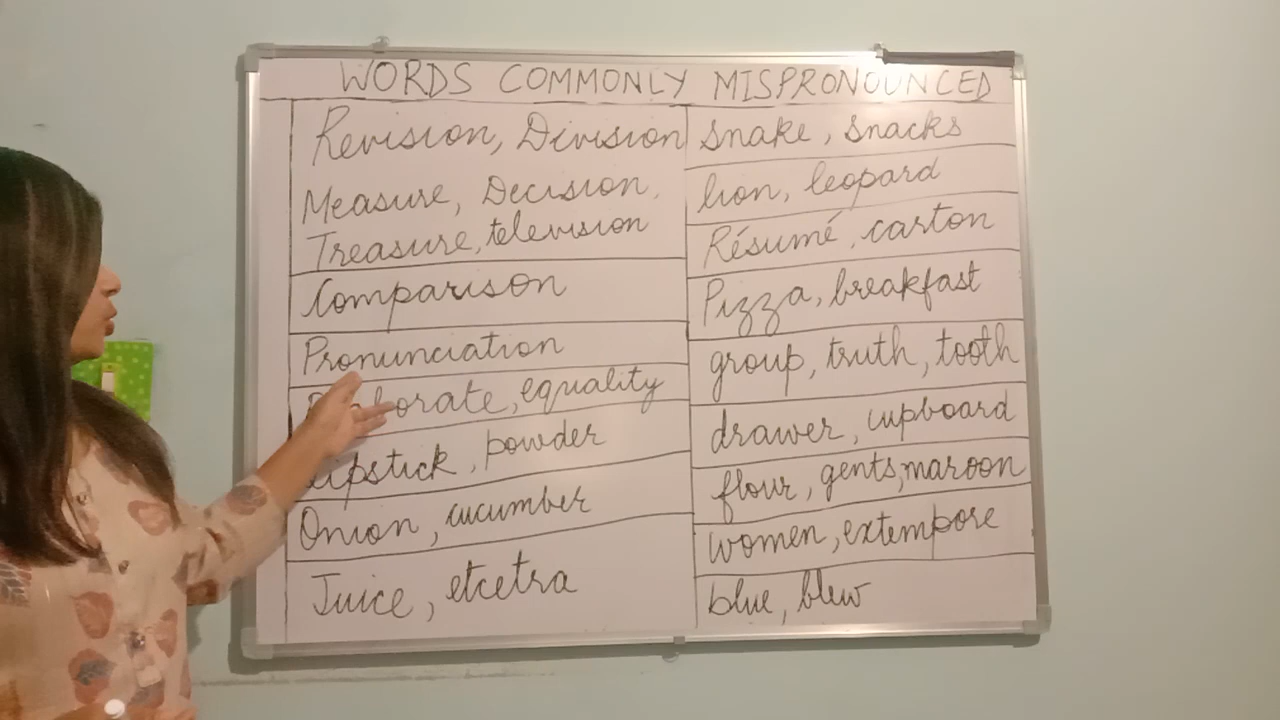 WORDS COMMONLY MISPRONOUNCED
Revision, Division
Measure, Decision,
Treasure, television
Comparison
Pronunciation
equality
Lipstick, powder
Onion, cucumber
Juice, etcetra
snake, snacks
lion, leopard
Résumé, carton
Pizza, breakfast
group, truth, tooth
drawer, cupboard
flour, gents, maroon
women, extempore
blue, blew